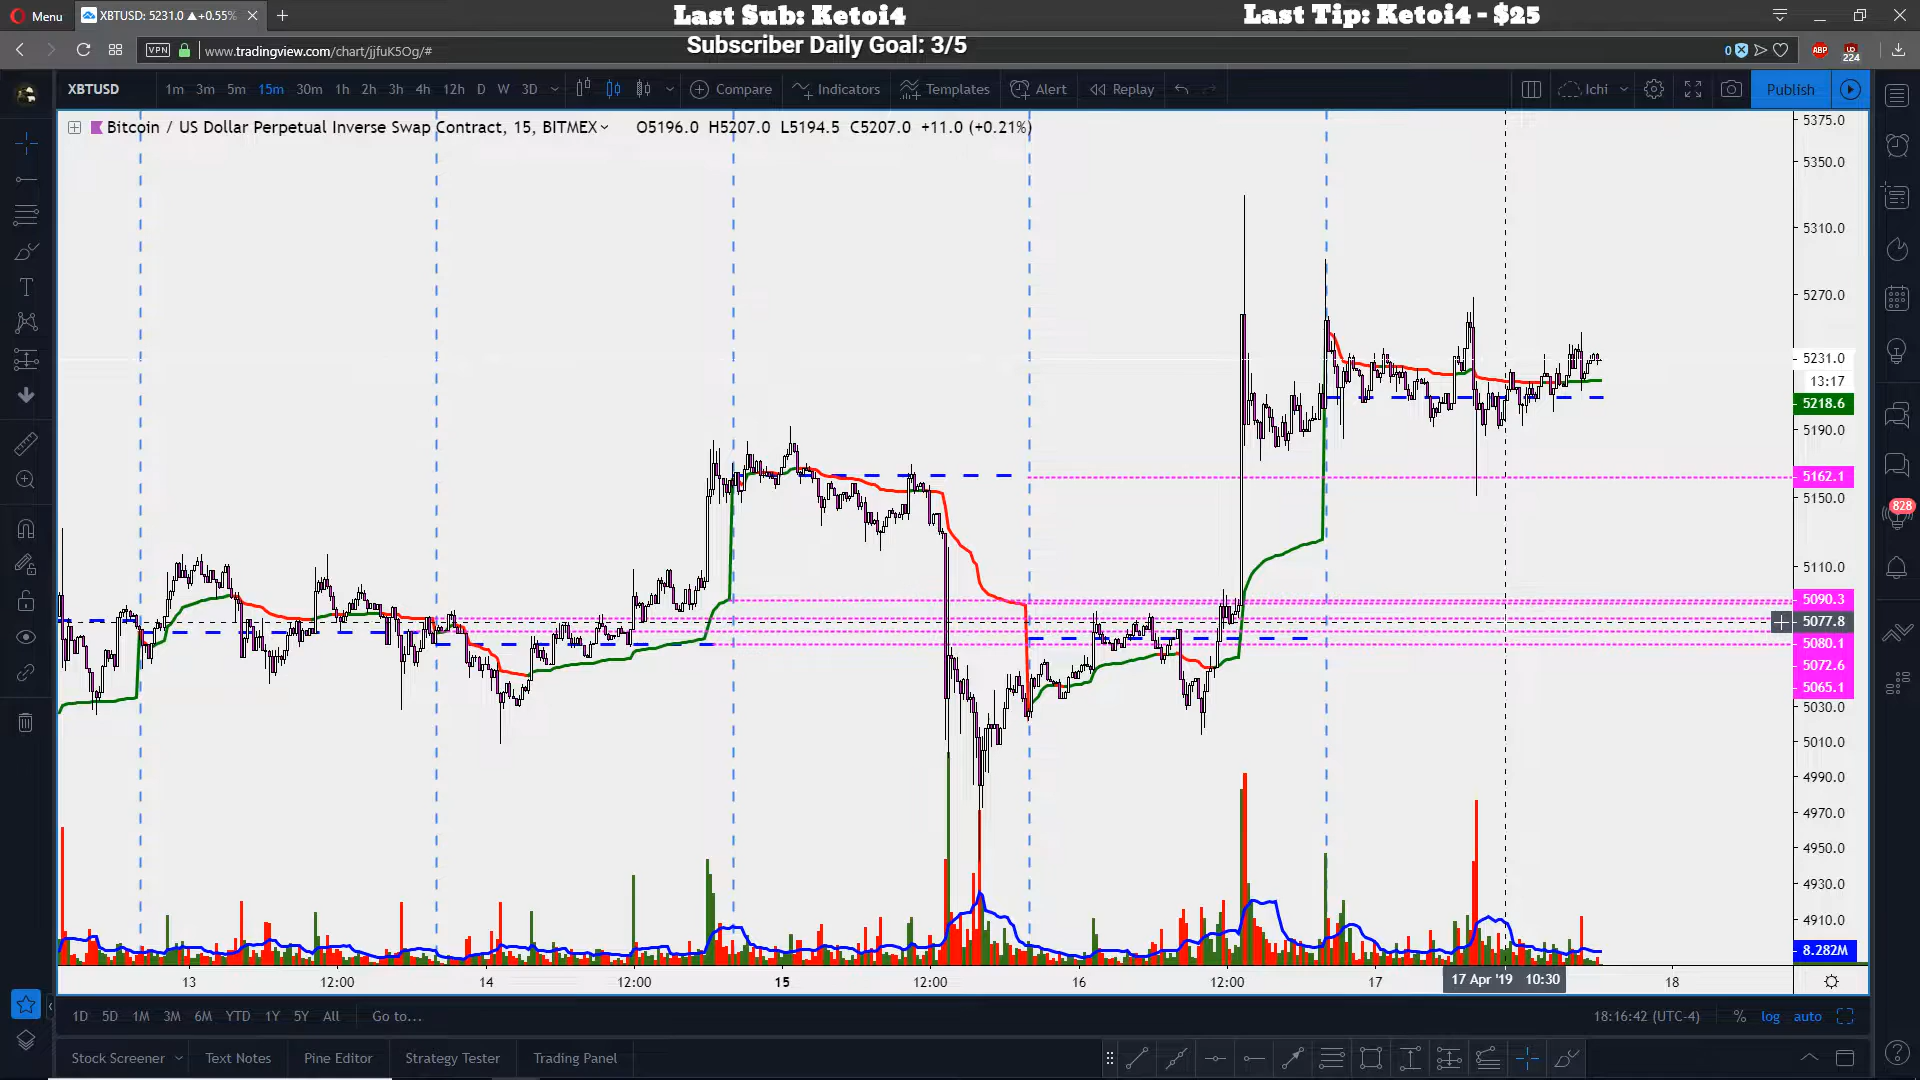 Menu
XBTUSD: 5231.0 ▲+0.55%
Last Sub: Ketoi4
Last Tip: Ketoi4 - $25
Subscriber Daily Goal: 3/5
VPN
www.tradingview.com/chart/jjfuK5Og/#
0
ABP
224
XBTUSD
1m 3m 5m 15m 30m 1h 2h 3h 4h 12h D W 3D
Compare
Indicators
Templates
Alert
Replay
Ichi
Publish
Bitcoin / US Dollar Perpetual Inverse Swap Contract, 15, BITMEX
O5196.0 H5207.0 L5194.5 C5207.0 +11.0 (+0.21%)
5375.0
5350.0
5310.0
5270.0
5231.0
13:17
5218.6
5190.0
5162.1
5150.0
828
5110.0
5090.3
5077.8
5080.1
5072.6
5065.1
5030.0
5010.0
4990.0
4970.0
4950.0
4930.0
4910.0
8.282M
13 12:00 14 12:00 15 12:00 16 12:00 17 17 Apr '19 10:30 18
1D 5D 1M 3M 6M YTD 1Y 5Y All
Go to...
18:16:42 (UTC-4)
% log auto
Stock Screener
Text Notes
Pine Editor
Strategy Tester
Trading Panel